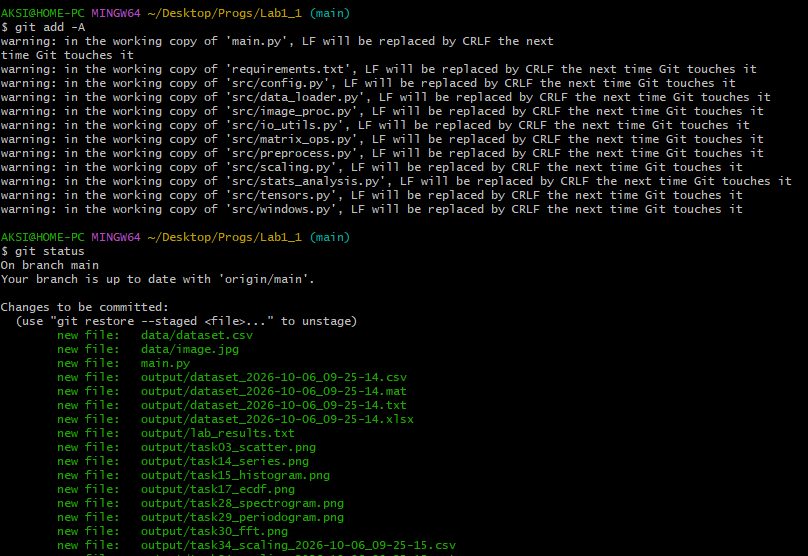 AKSI@HOME-PC MINGW64 ~/Desktop/Progs/Lab1_1 (main)
$ git add -A
warning: in the working copy of 'main.py', LF will be replaced by CRLF the next
time Git touches it
warning: in the working copy of 'requirements.txt', LF will be replaced by CRLF the next time Git touches it
warning: in the working copy of 'src/config.py', LF will be replaced by CRLF the next time Git touches it
warning: in the working copy of 'src/data_loader.py', LF will be replaced by CRLF the next time Git touches it
warning: in the working copy of 'src/image_proc.py', LF will be replaced by CRLF the next time Git touches it
warning: in the working copy of 'src/io_utils.py', LF will be replaced by CRLF the next time Git touches it
warning: in the working copy of 'src/matrix_ops.py', LF will be replaced by CRLF the next time Git touches it
warning: in the working copy of 'src/preprocess.py', LF will be replaced by CRLF the next time Git touches it
warning: in the working copy of 'src/scaling.py', LF will be replaced by CRLF the next time Git touches it
warning: in the working copy of 'src/stats_analysis.py', LF will be replaced by CRLF the next time Git touches it
warning: in the working copy of 'src/tensors.py', LF will be replaced by CRLF the next time Git touches it
warning: in the working copy of 'src/windows.py', LF will be replaced by CRLF the next time Git touches it
AKSI@HOME-PC MINGW64 ~/Desktop/Progs/Lab1_1 (main)
$ git status
On branch main
Your branch is up to date with 'origin/main'.
Changes to be committed:
(use "git restore --staged <file>..." to unstage)
new file: data/dataset.csv
new file: data/image.jpg
new file: main.py
new file: output/dataset_2026-10-06_09-25-14.csv
new file: output/dataset_2026-10-06_09-25-14.mat
new file: output/dataset_2026-10-06_09-25-14.txt
new file: output/dataset_2026-10-06_09-25-14.xlsx
new file: output/lab_results.txt
new file: output/task03_scatter.png
new file: output/task14_series.png
new file: output/task15_histogram.png
new file: output/task17_ecdf.png
new file: output/task28_spectrogram.png
new file: output/task29_periodogram.png
new file: output/task30_fft.png
new file: output/task34_scaling_2026-10-06_09-25-15.csv